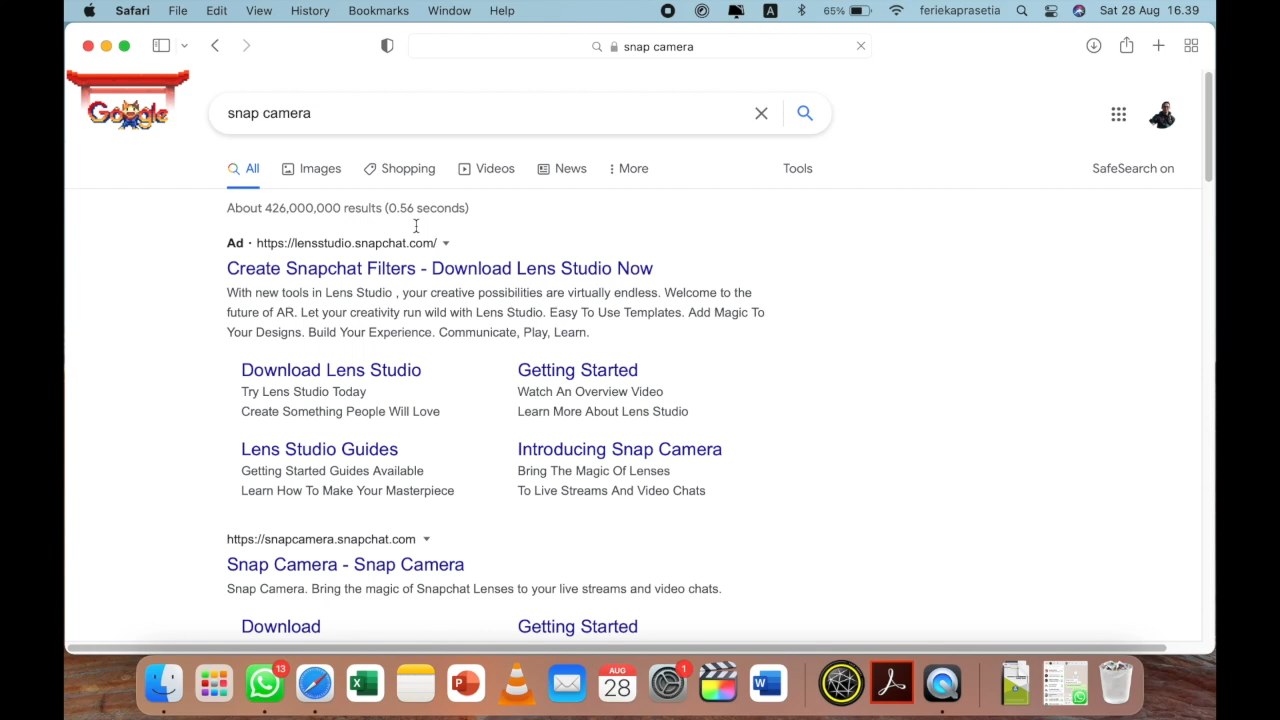 Safari File Edit View History Bookmarks Window Help A 65% feriekaprasetia Sat 28 Aug 16.39
snap camera
Google
snap camera
All Images Shopping Videos News More Tools SafeSearch on
About 426,000,000 results (0.56 seconds)
Ad · https://lensstudio.snapchat.com/
Create Snapchat Filters - Download Lens Studio Now
With new tools in Lens Studio , your creative possibilities are virtually endless. Welcome to the
future of AR. Let your creativity run wild with Lens Studio. Easy To Use Templates. Add Magic To
Your Designs. Build Your Experience. Communicate, Play, Learn.
Download Lens Studio
Try Lens Studio Today
Create Something People Will Love
Getting Started
Watch An Overview Video
Learn More About Lens Studio
Lens Studio Guides
Getting Started Guides Available
Learn How To Make Your Masterpiece
Introducing Snap Camera
Bring The Magic Of Lenses
To Live Streams And Video Chats
https://snapcamera.snapchat.com
Snap Camera - Snap Camera
Snap Camera. Bring the magic of Snapchat Lenses to your live streams and video chats.
Download Getting Started
13 X P AUG 28 1 W